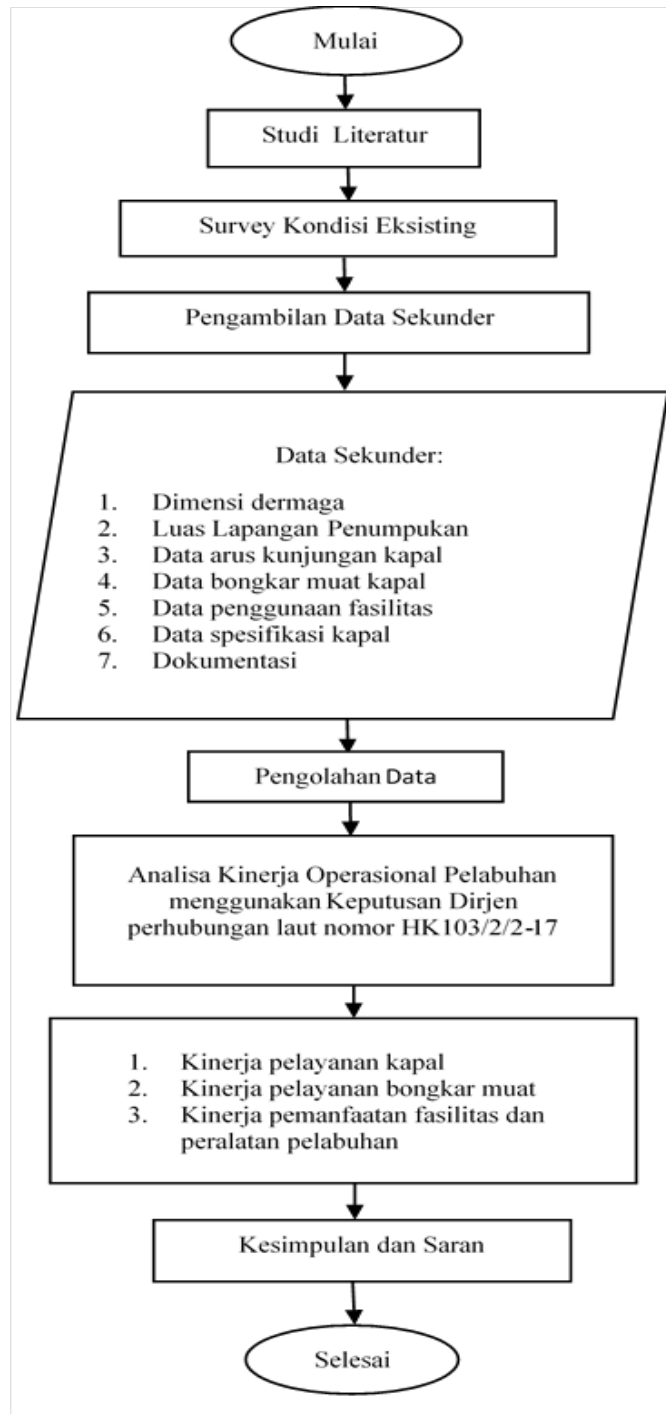 Mulai
Studi Literatur
Survey Kondisi Eksisting
Pengambilan Data Sekunder
Data Sekunder:
1. Dimensi dermaga
2. Luas Lapangan Penumpukan
3. Data arus kunjungan kapal
4. Data bongkar muat kapal
5. Data penggunaan fasilitas
6. Data spesifikasi kapal
7. Dokumentasi
Pengolahan Data
Analisa Kinerja Operasional Pelabuhan
menggunakan Keputusan Dirjen
perhubungan laut nomor HK103/2/2-17
1. Kinerja pelayanan kapal
2. Kinerja pelayanan bongkar muat
3. Kinerja pemanfaatan fasilitas dan
peralatan pelabuhan
Kesimpulan dan Saran
Selesai